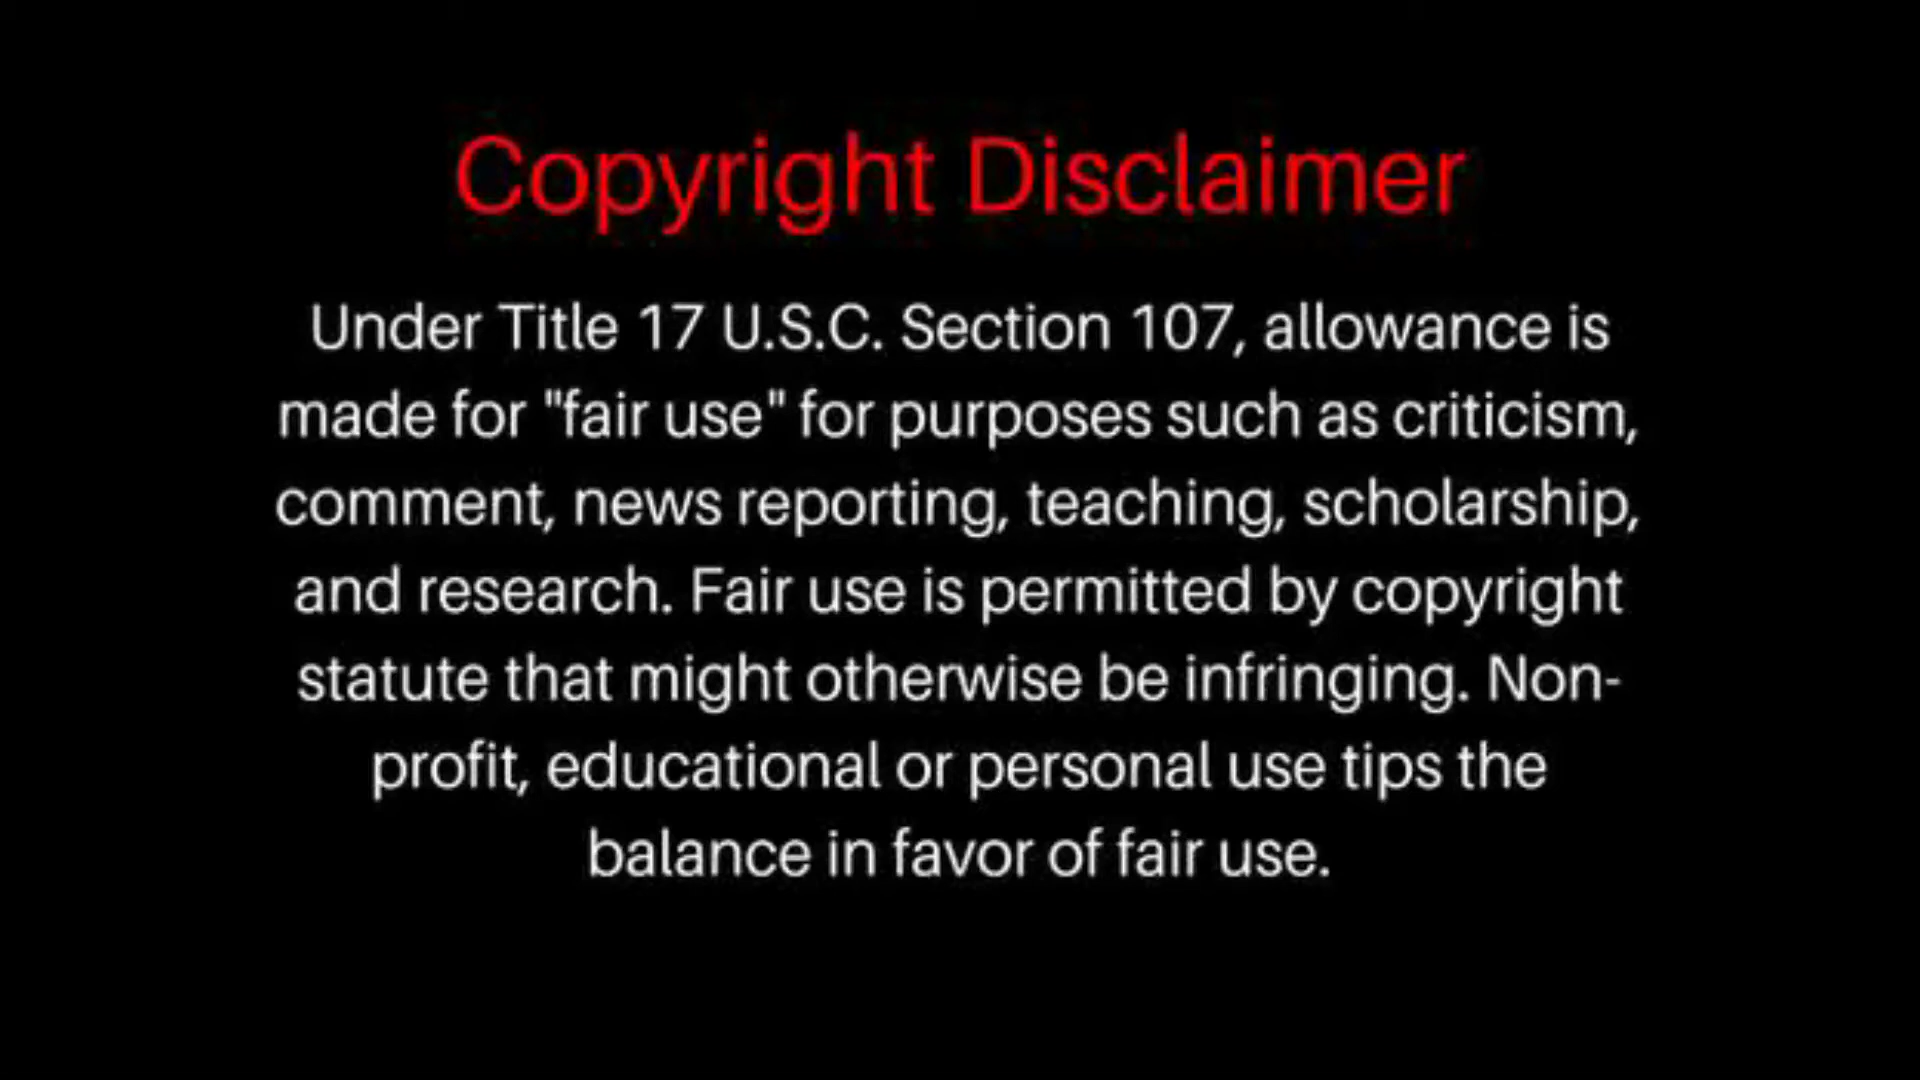 Copyright Disclaimer
Under Title 17 U.S.C. Section 107, allowance is
made for "fair use" for purposes such as criticism,
comment, news reporting, teaching, scholarship,
and research. Fair use is permitted by copyright
statute that might otherwise be infringing. Non-
profit, educational or personal use tips the
balance in favor of fair use.